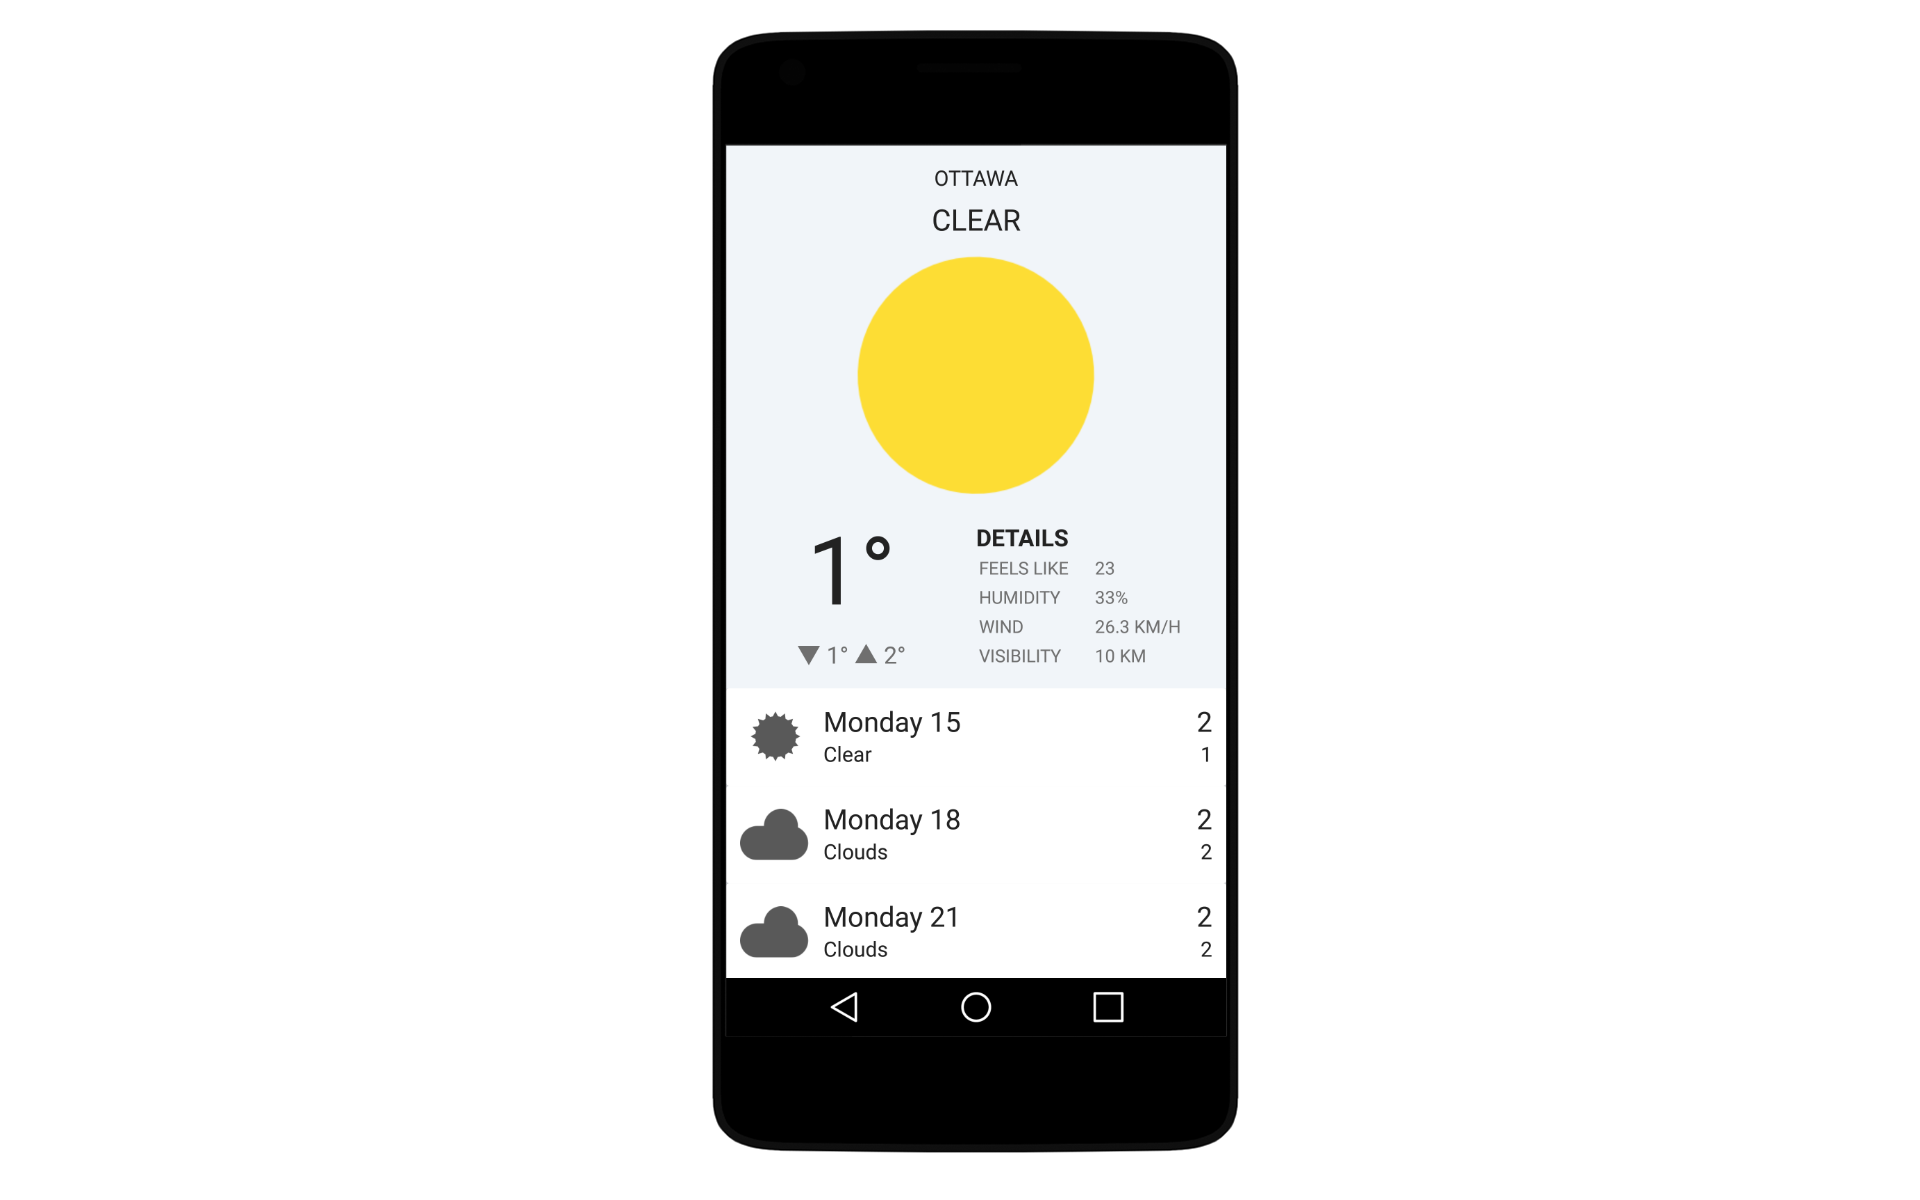 OTTAWA
CLEAR
1°
▼ 1° ▲ 2°
DETAILS
FEELS LIKE 23
HUMIDITY 33%
WIND 26.3 KM/H
VISIBILITY 10 KM
Monday 15 2
Clear 1
Monday 18 2
Clouds 2
Monday 21 2
Clouds 2